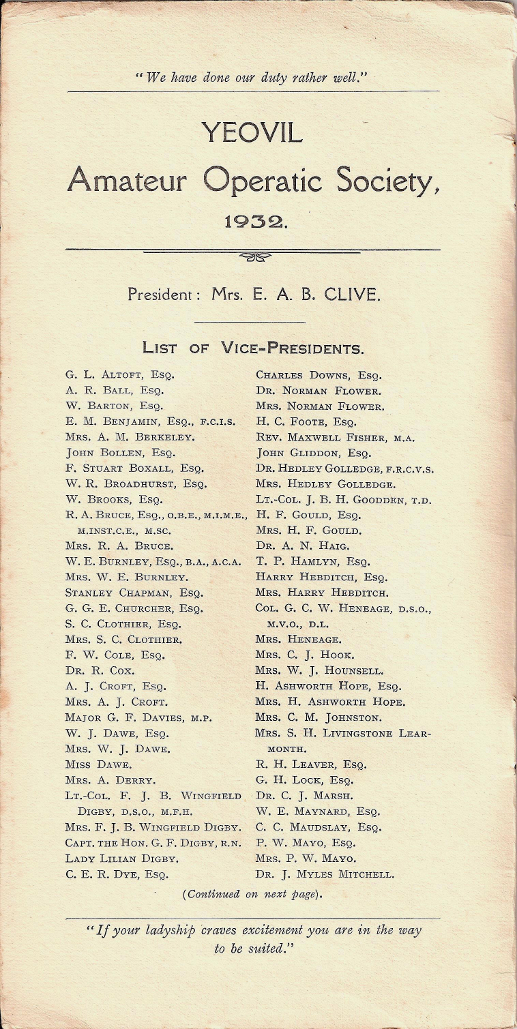 "We have done our duty rather well."
YEOVIL
Amateur Operatic Society,
1932.
President: Mrs. E. A. B. CLIVE.
LIST OF VICE-PRESIDENTS.
G. L. ALTOFT, ESQ.
A. R. BALL, ESQ.
W. BARTON, ESQ.
E. M. BENJAMIN, ESQ., F.C.I.S.
MRS. A. M. BERKELEY.
JOHN BOLLEN, ESQ.
F. STUART BOXALL, ESQ.
W. R. BROADHURST, ESQ.
W. BROOKS, ESQ.
R. A. BRUCE, ESQ., O.B.E., M.I.M.E.,
M.INST.C.E., M.SC.
MRS. R. A. BRUCE.
W. E. BURNLEY, ESQ., B.A., A.C.A.
MRS. W. E. BURNLEY.
STANLEY CHAPMAN, ESQ.
G. G. E. CHURCHER, ESQ.
S. C. CLOTHIER, ESQ.
MRS. S. C. CLOTHIER.
F. W. COLE, ESQ.
DR. R. COX.
A. J. CROFT, ESQ.
MRS. A. J. CROFT.
MAJOR G. F. DAVIES, M.P.
W. J. DAWE, ESQ.
MRS. W. J. DAWE.
MISS DAWE.
MRS. A. DERRY.
LT.-COL. F. J. B. WINGFIELD
DIGBY, D.S.O., M.F.H.
MRS. F. J. B. WINGFIELD DIGBY.
CAPT. THE HON. G. F. DIGBY, R.N.
LADY LILIAN DIGBY.
C. E. R. DYE, ESQ.
CHARLES DOWNS, ESQ.
DR. NORMAN FLOWER.
MRS. NORMAN FLOWER.
H. C. FOOTE, ESQ.
REV. MAXWELL FISHER, M.A.
JOHN GLIDDON, ESQ.
DR. HEDLEY GOLLEDGE, F.R.C.V.S.
MRS. HEDLEY GOLLEDGE.
LT.-COL. J. B. H. GOODDEN, T.D.
H. F. GOULD, ESQ.
MRS. H. F. GOULD.
DR. A. N. HAIG.
T. P. HAMLYN, ESQ.
HARRY HEBDITCH, ESQ.
MRS. HARRY HEBDITCH.
COL. G. C. W. HENEAGE, D.S.O.,
M.V.O., D.L.
MRS. HENEAGE.
MRS. C. J. HOOK.
MRS. W. J. HOUNSELL.
H. ASHWORTH HOPE, ESQ.
MRS. H. ASHWORTH HOPE.
MRS. C. M. JOHNSTON.
MRS. S. H. LIVINGSTONE LEAR-
MONTH.
R. H. LEAVER, ESQ.
G. H. LOCK, ESQ.
DR. C. J. MARSH.
W. E. MAYNARD, ESQ.
C. C. MAUDSLAY, ESQ.
P. W. MAYO, ESQ.
MRS. P. W. MAYO.
DR. J. MYLES MITCHELL.
(Continued on next page).
"If your ladyship craves excitement you are in the way
to be suited."